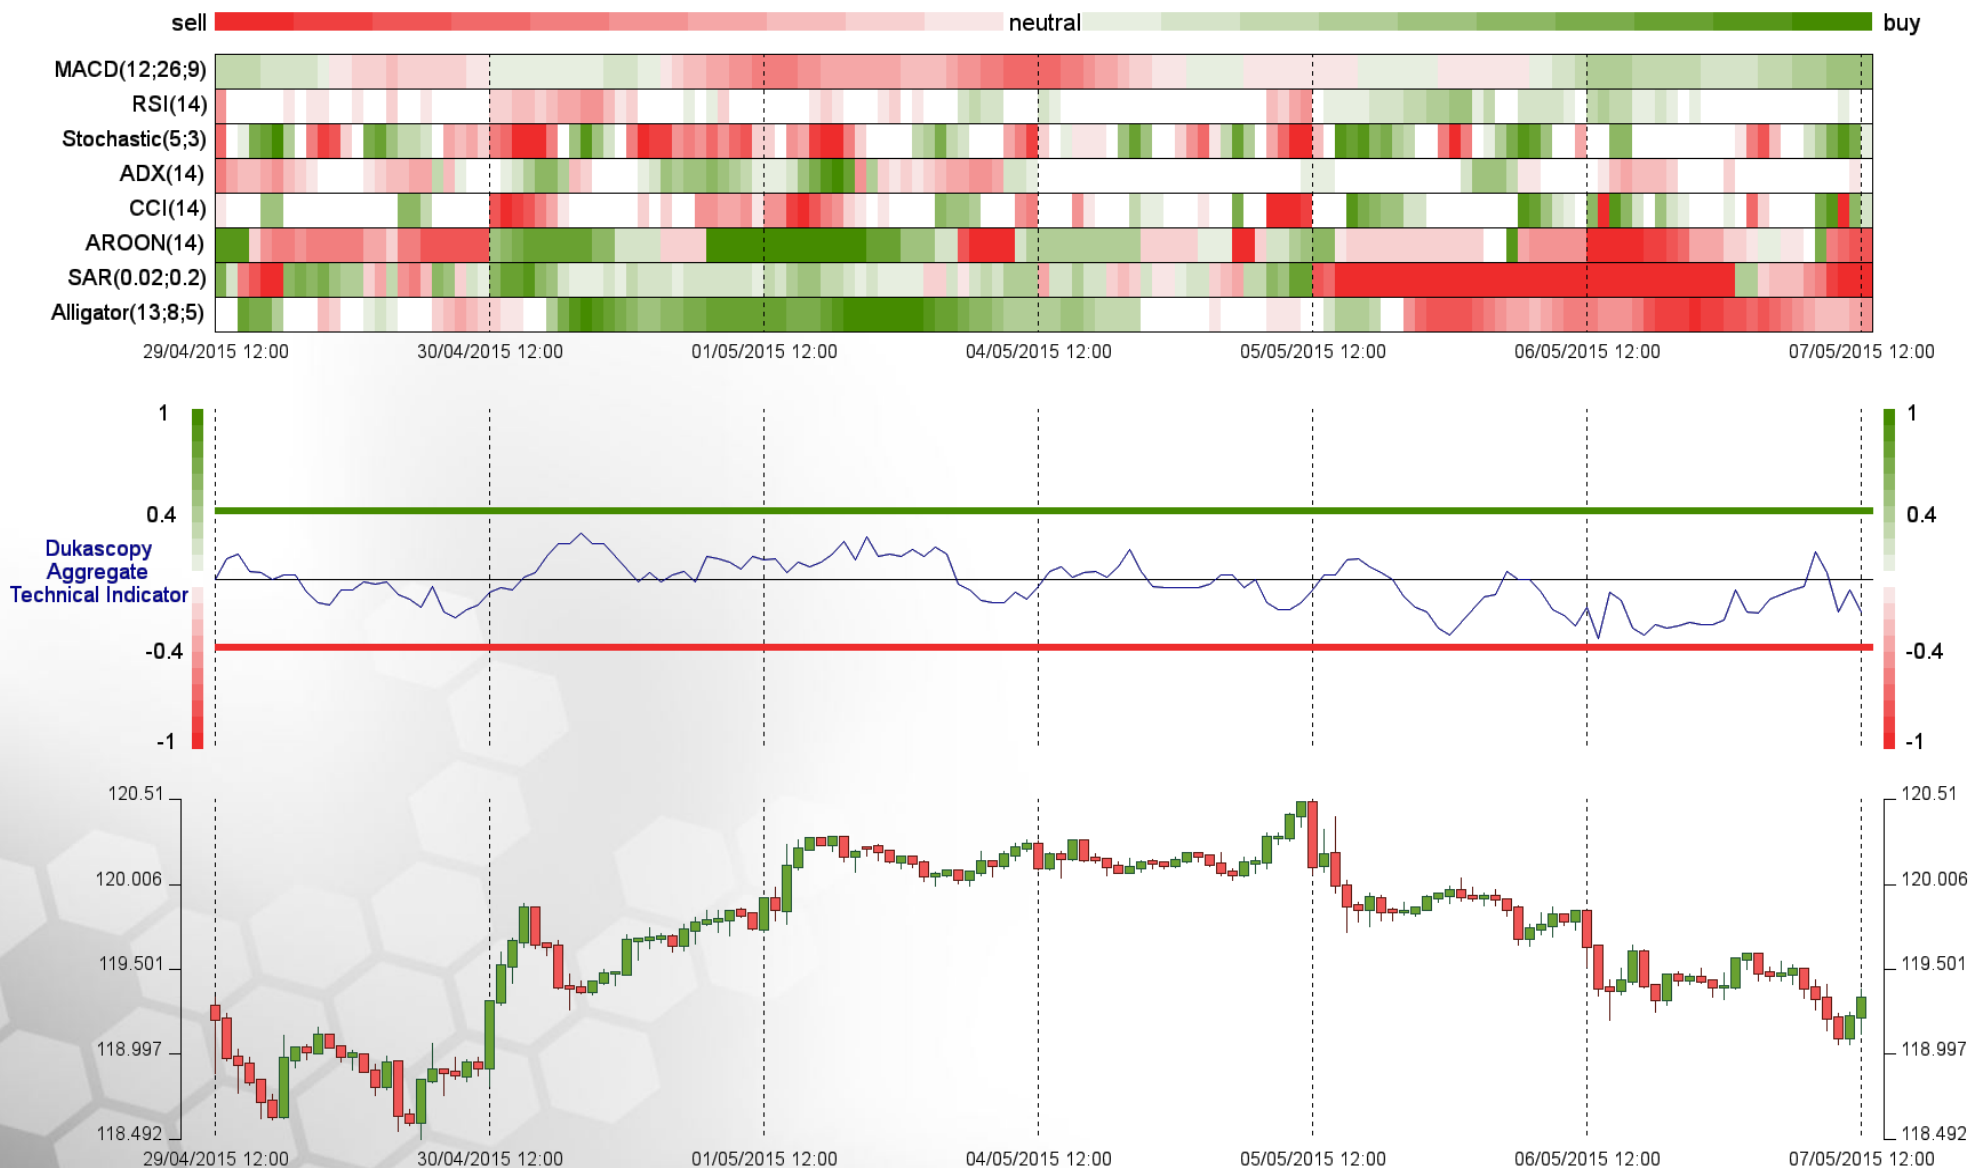 sell neutral buy
MACD(12;26;9)
RSI(14)
Stochastic(5;3)
ADX(14)
CCI(14)
AROON(14)
SAR(0.02;0.2)
Alligator(13;8;5)
29/04/2015 12:00 30/04/2015 12:00 01/05/2015 12:00 04/05/2015 12:00 05/05/2015 12:00 06/05/2015 12:00 07/05/2015 12:00
1 1
0.4 0.4
Dukascopy
Aggregate
Technical Indicator
-0.4 -0.4
-1 -1
120.51 120.51
120.006 120.006
119.501 119.501
118.997 118.997
118.492 118.492
29/04/2015 12:00 30/04/2015 12:00 01/05/2015 12:00 04/05/2015 12:00 05/05/2015 12:00 06/05/2015 12:00 07/05/2015 12:00